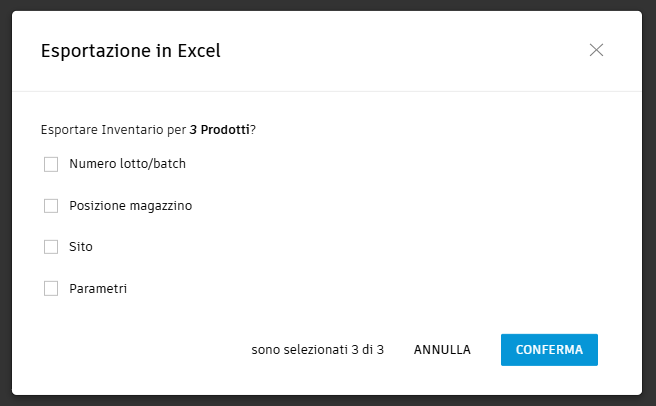 Esportazione in Excel
Esportare Inventario per 3 Prodotti?
Numero lotto/batch
Posizione magazzino
Sito
Parametri
sono selezionati 3 di 3 ANNULLA CONFERMA